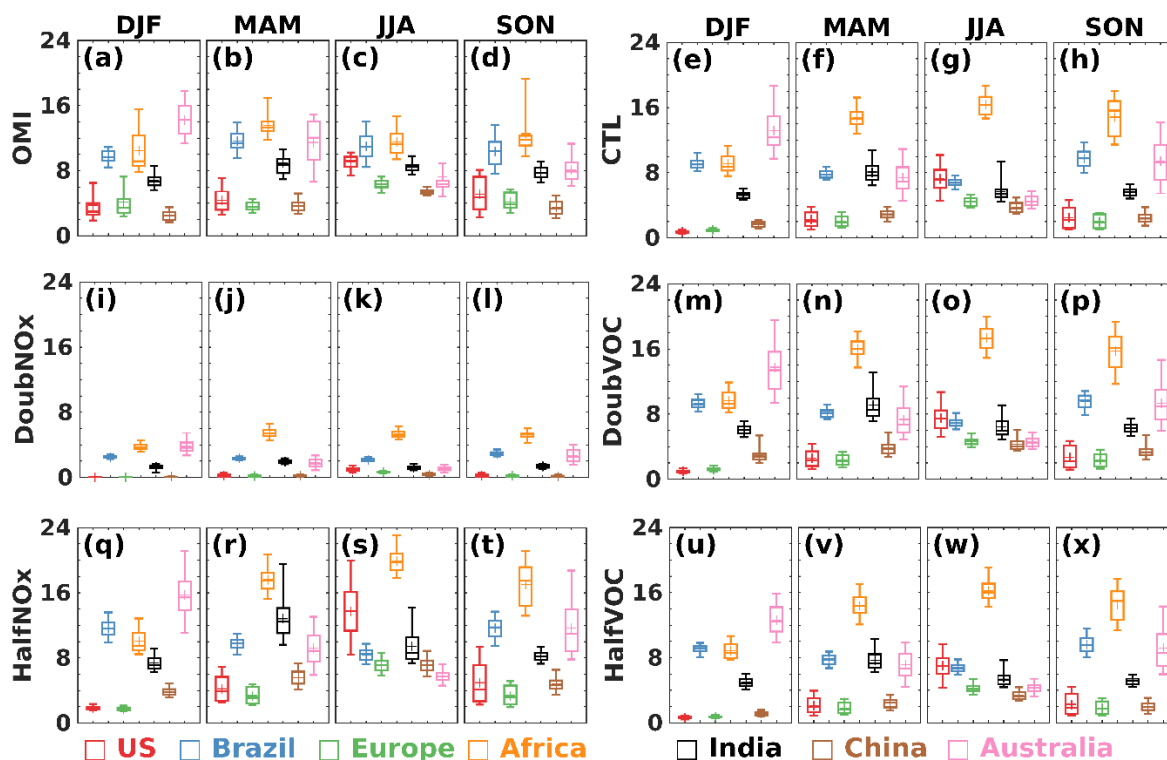 DJF MAM JJA SON DJF MAM JJA SON
OMI 24 16 8 0 (a) (b) (c) (d)
CTL 24 16 8 0 (e) (f) (g) (h)
DoubNOx 24 16 8 0 (i) (j) (k) (l)
DoubVOC 24 16 8 0 (m) (n) (o) (p)
HalfNOx 24 16 8 0 (q) (r) (s) (t)
HalfVOC 24 16 8 0 (u) (v) (w) (x)
US Brazil Europe Africa India China Australia